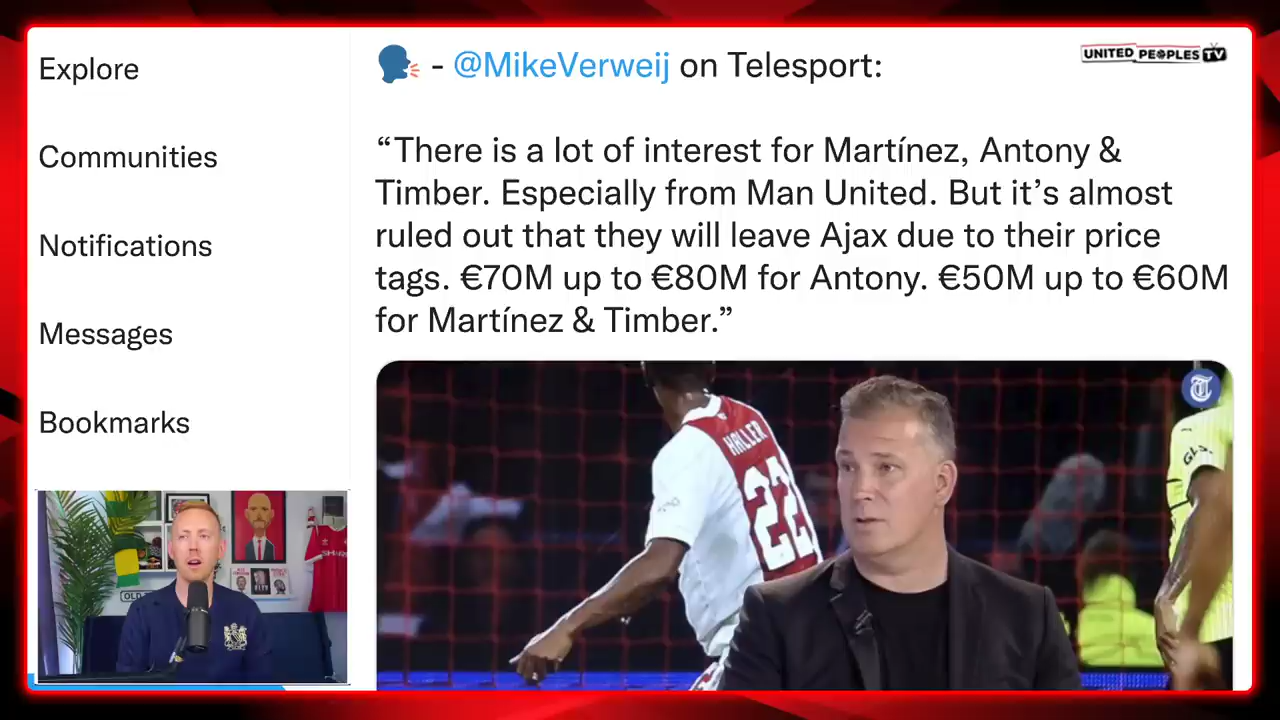 Explore
Communities
Notifications
Messages
Bookmarks
UNITED PEOPLES TV
- @MikeVerweij on Telesport:
“There is a lot of interest for Martínez, Antony &
Timber. Especially from Man United. But it’s almost
ruled out that they will leave Ajax due to their price
tags. €70M up to €80M for Antony. €50M up to €60M
for Martínez & Timber.”
HALLER
22
T